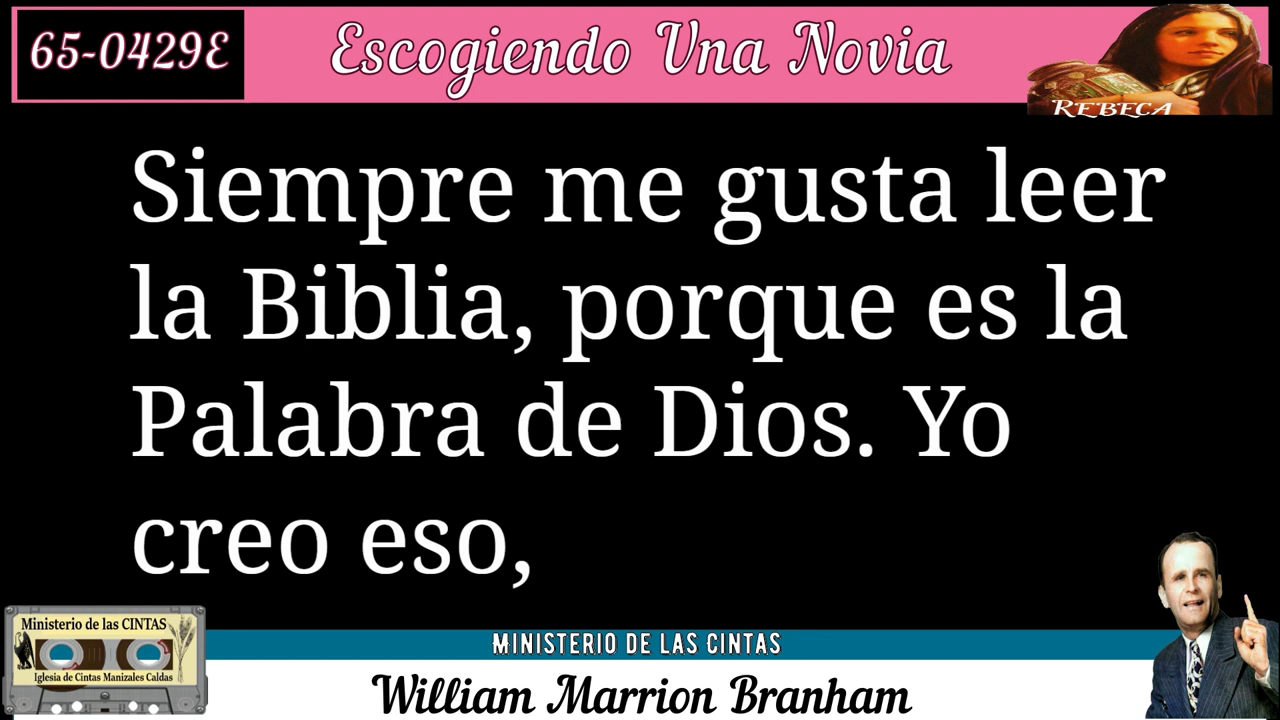 65-0429E
Escogiendo Una Novia
REBECA
Siempre me gusta leer
la Biblia, porque es la
Palabra de Dios. Yo
creo eso,
Ministerio de las CINTAS
Iglesia de Cintas Manizales Caldas
MINISTERIO DE LAS CINTAS
William Marrion Branham